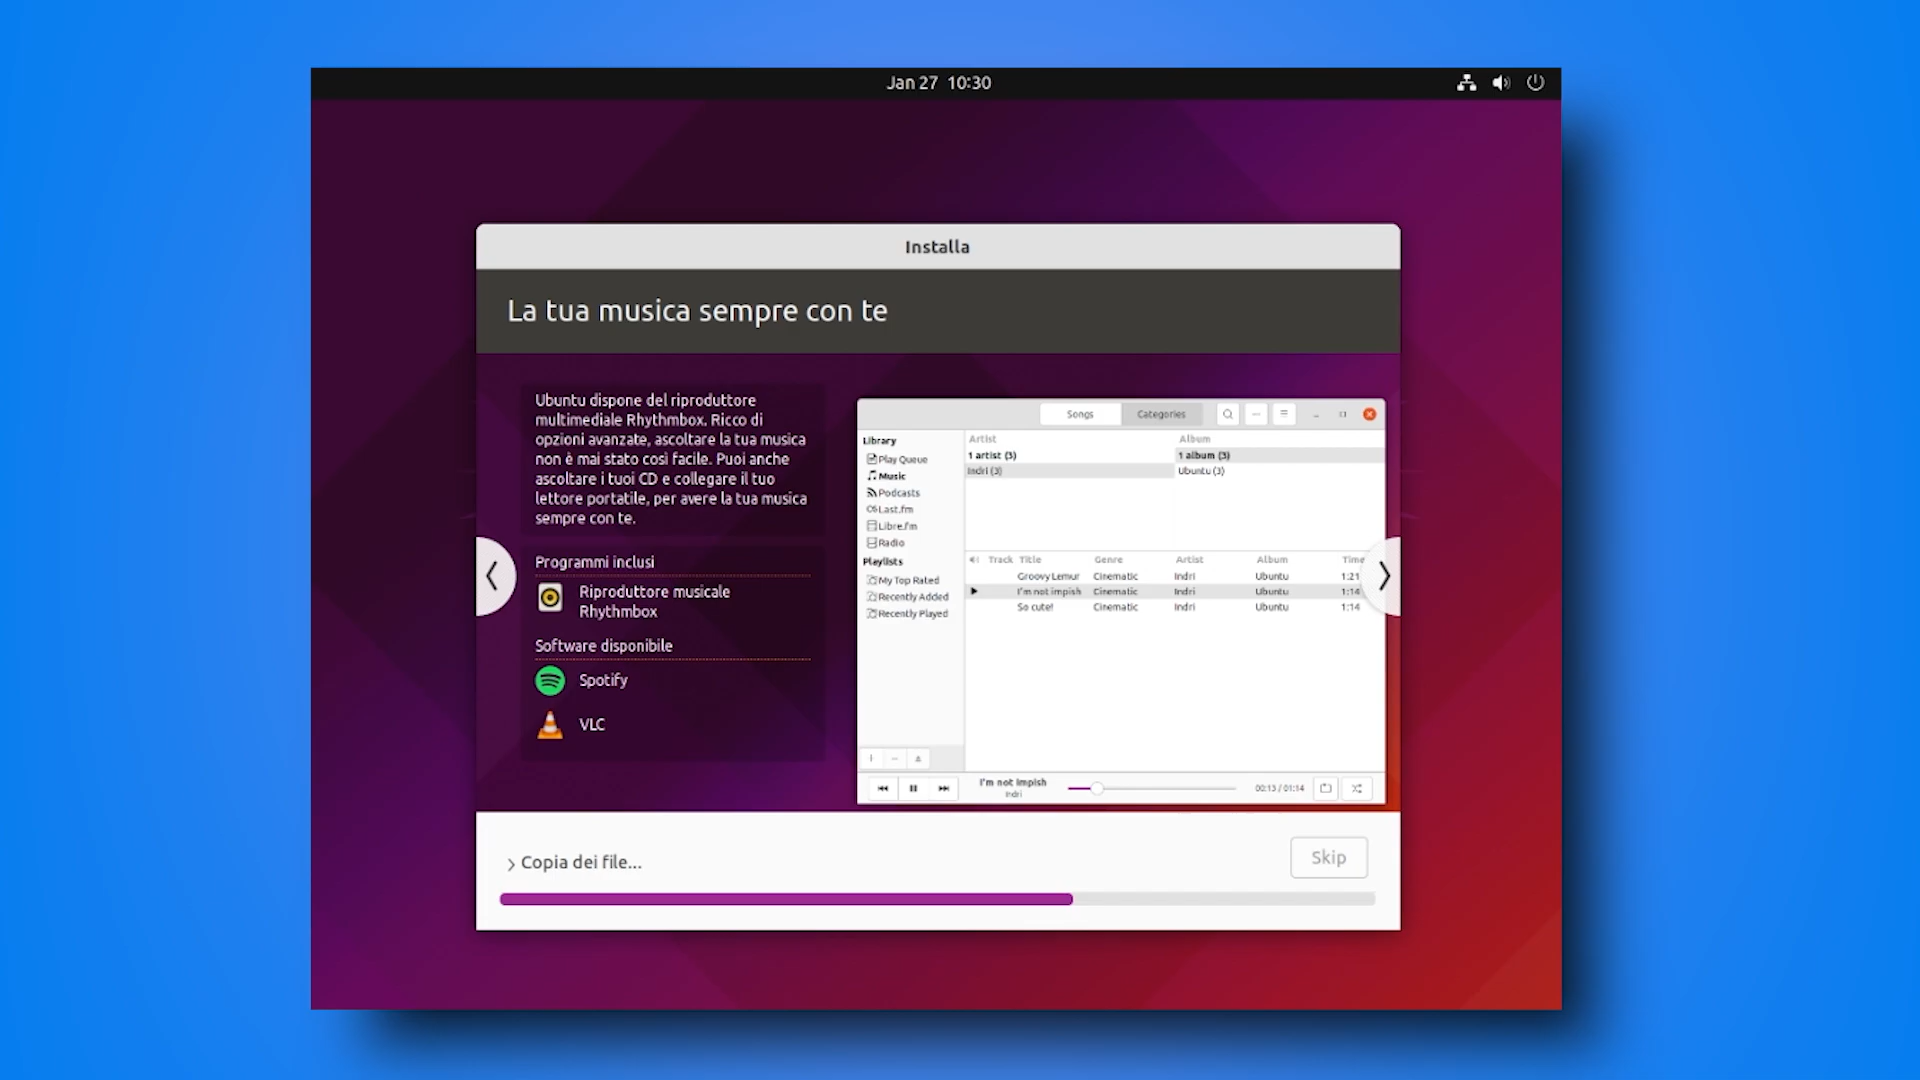 Jan 27 10:30
Installa
La tua musica sempre con te
Ubuntu dispone del riproduttore
multimediale Rhythmbox. Ricco di
opzioni avanzate, ascoltare la tua musica
non è mai stato così facile. Puoi anche
ascoltare i tuoi CD e collegare il tuo
lettore portatile, per avere la tua musica
sempre con te.
Programmi inclusi
Riproduttore musicale
Rhythmbox
Software disponibile
Spotify
VLC
Songs Categories
Library
Play Queue
Music
Podcasts
Last.fm
Libre.fm
Radio
Playlists
My Top Rated
Recently Added
Recently Played
Artist Album
1 artist (3) 1 album (3)
Indri (3) Ubuntu (3)
Track Title Genre Artist Album Time
Groovy Lemur Cinematic Indri Ubuntu 1:21
I'm not impish Cinematic Indri Ubuntu 1:14
So cute! Cinematic Indri Ubuntu 1:14
I'm not impish
Indri
00:13 / 01:14
Copia dei file...
Skip